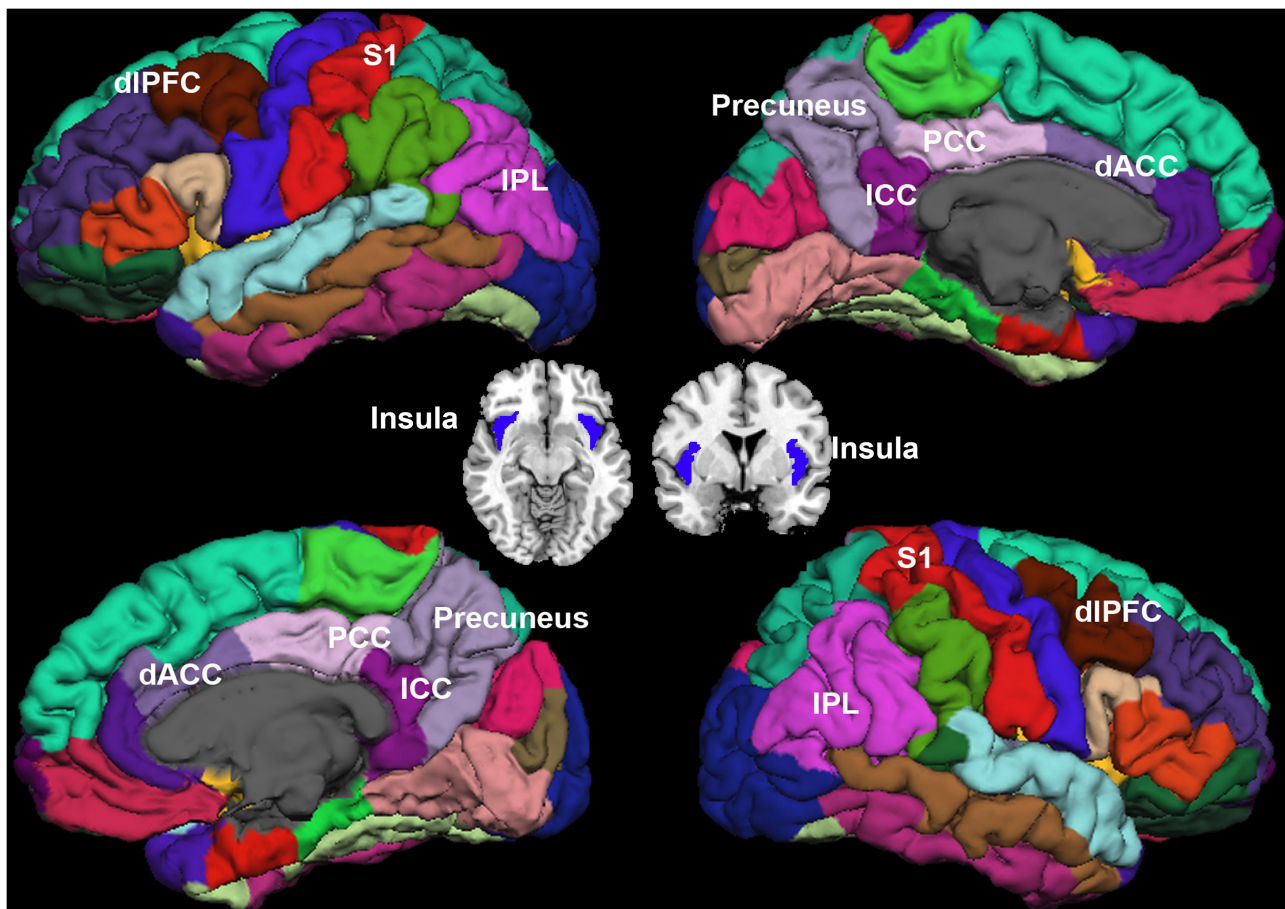 S1
dlPFC
IPL
Precuneus
PCC
dACC
ICC
Insula
Insula
Precuneus
PCC
dACC
ICC
S1
dlPFC
IPL